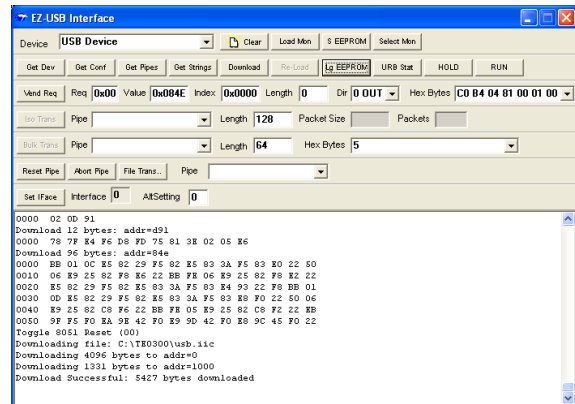 EZ-USB Interface
Device USB Device Clear Load Mon S EEPROM Select Mon
Get Dev Get Conf Get Pipes Get Strings Download Re-Load Lg EEPROM URB Stat HOLD RUN
Vend Req Req 0x00 Value 0x084E Index 0x0000 Length 0 Dir 0 OUT Hex Bytes C0 B4 04 81 00 01 00
Iso Trans Pipe Length 128 Packet Size Packets
Bulk Trans Pipe Length 64 Hex Bytes 5
Reset Pipe Abort Pipe File Trans.. Pipe
Set IFace Interface 0 AltSetting 0
0000 02 0D 91
Download 12 bytes: addr=d91
0000 78 7F E4 F6 D8 FD 75 81 3E 02 05 E6
Download 96 bytes: addr=84e
0000 BB 01 0C E5 82 29 F5 82 E5 83 3A F5 83 E0 22 50
0010 06 E9 25 82 F8 E6 22 BB FE 06 E9 25 82 F8 E2 22
0020 E5 82 29 F5 82 E5 83 3A F5 83 E4 93 22 F8 BB 01
0030 0D E5 82 29 F5 82 E5 83 3A F5 83 E8 F0 22 50 06
0040 E9 25 82 C8 F6 22 BB FE 05 E9 25 82 C8 F2 22 EB
0050 9F F5 F0 EA 9E 42 F0 E9 9D 42 F0 E8 9C 45 F0 22
Toggle 8051 Reset (00)
Downloading file: C:\TE0300\usb.iic
Downloading 4096 bytes to addr=0
Downloading 1331 bytes to addr=1000
Download Successful: 5427 bytes downloaded